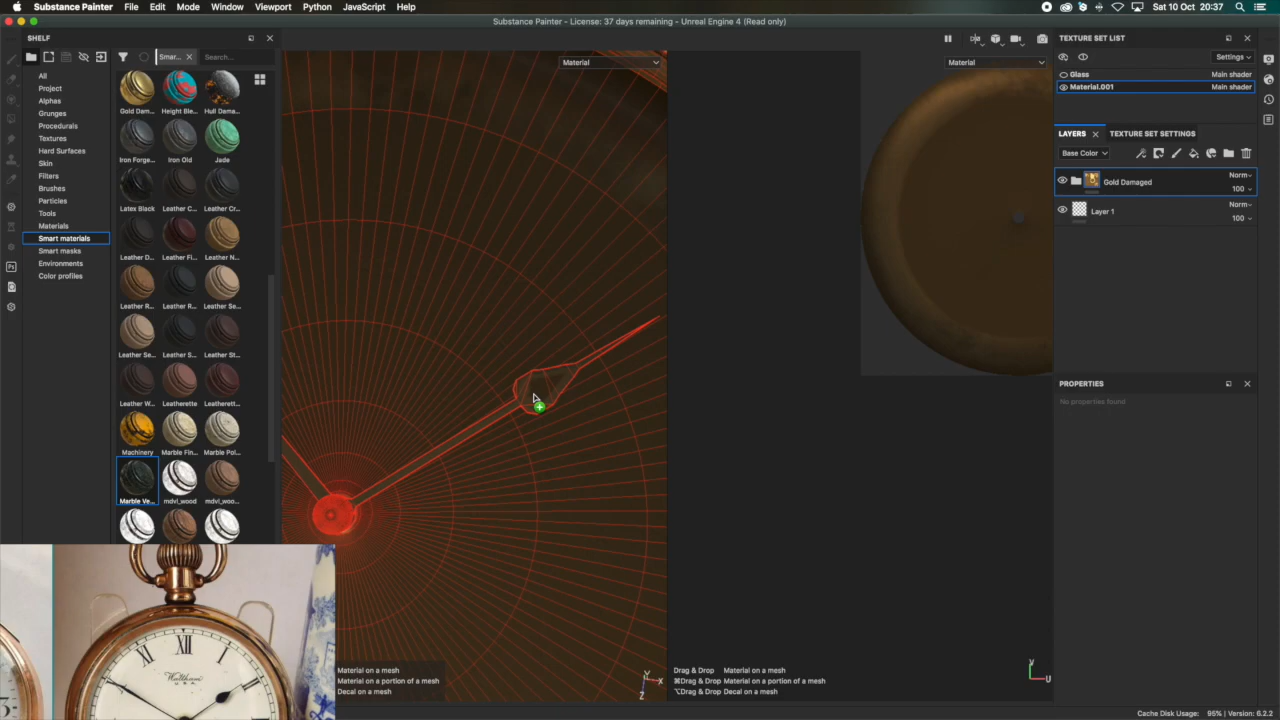 Substance Painter File Edit Mode Window Viewport Python JavaScript Help
Sat 10 Oct 20:37
Substance Painter - License: 37 days remaining - Unreal Engine 4 (Read only)
SHELF
Smar...
Search...
All
Project
Alphas
Grunges
Procedurals
Textures
Hard Surfaces
Skin
Filters
Brushes
Particles
Tools
Materials
Smart materials
Smart masks
Environments
Color profiles
Ps
Gold Dam... Height Ble... Hull Dama...
Iron Forge... Iron Old Jade
Latex Black Leather C... Leather Cr...
Leather D... Leather Fi... Leather N...
Leather R... Leather R... Leather Se...
Leather Se... Leather S... Leather St...
Leather W... Leatherette Leatherett...
Machinery Marble Fin... Marble Pol...
Marble Ve... mdvl_wood mdvl_woo...
Material
Material
Material on a mesh
Material on a portion of a mesh
Decal on a mesh
Y
X
Z
Drag & Drop Material on a mesh
⌘Drag & Drop Material on a portion of a mesh
⌥Drag & Drop Decal on a mesh
V
U
TEXTURE SET LIST
Settings
Glass Main shader
Material.001 Main shader
LAYERS TEXTURE SET SETTINGS
Base Color
Gold Damaged Norm 100
Layer 1 Norm 100
PROPERTIES
No properties found
Cache Disk Usage: 95% | Version: 6.2.2
XI XII I
Waltham
U.S.A.
X II